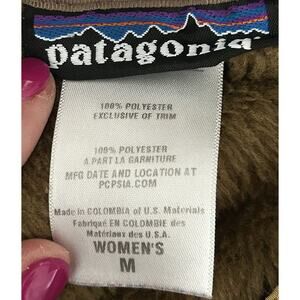 patagonia
100% POLYESTER
EXCLUSIVE OF TRIM
100% POLYESTER
A PART LA GARNITURE
MFG DATE AND LOCATION AT
PCPSIA.COM
Made in COLOMBIA of U.S. Materials
Fabriqué EN COLOMBIE des
Matériaux des U.S.A.
WOMEN'S
M